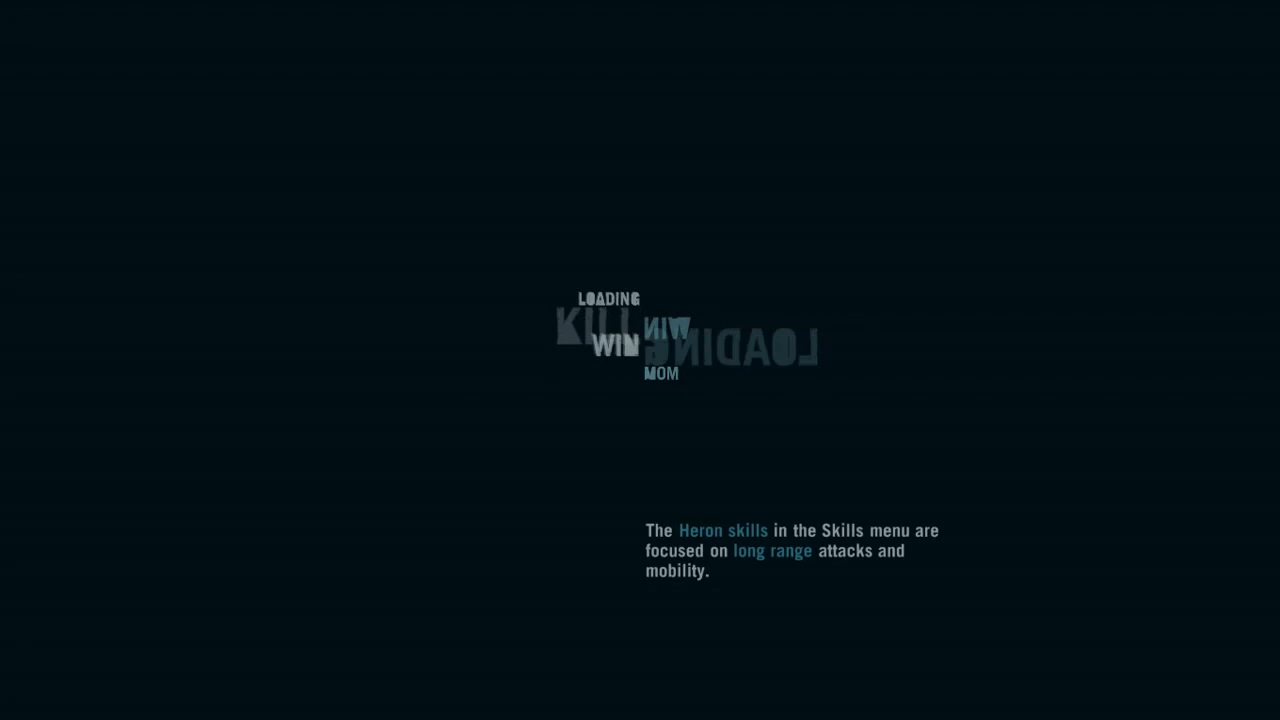 LOADING
KILL
WIN
WIN
LOADING
MOM
The Heron skills in the Skills menu are
focused on long range attacks and
mobility.